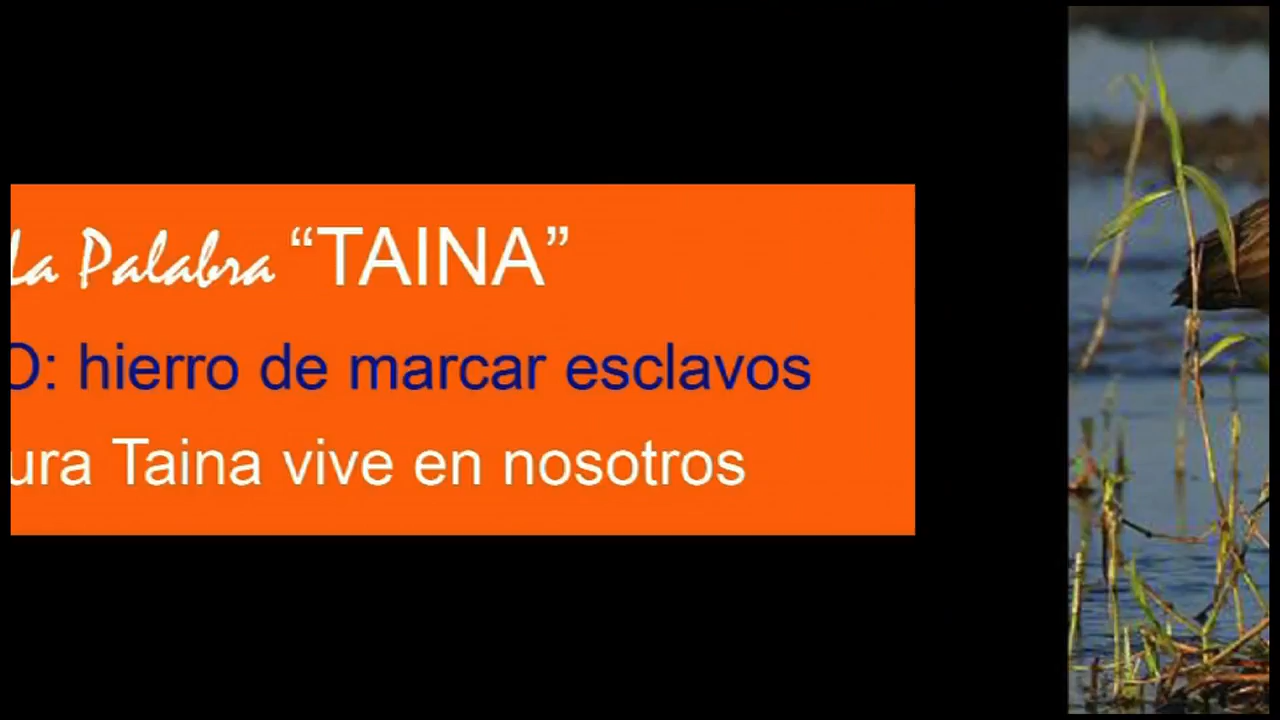 La Palabra “TAINA”
O: hierro de marcar esclavos
ura Taina vive en nosotros